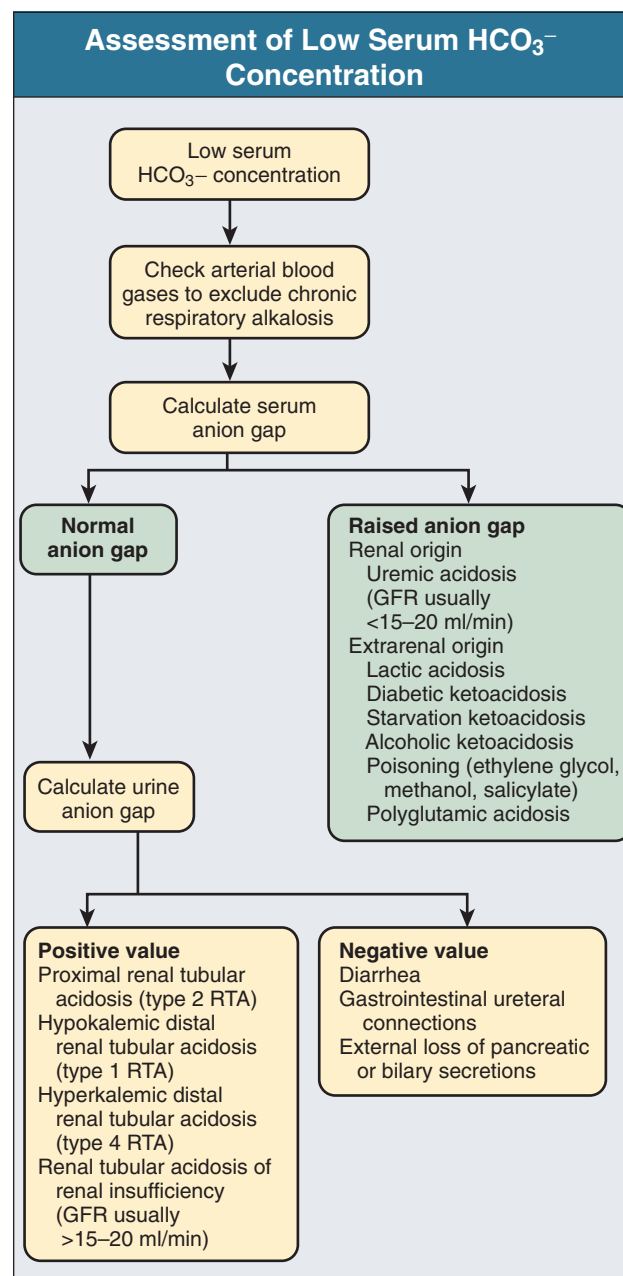 Assessment of Low Serum HCO₃⁻
Concentration
Low serum
HCO₃– concentration
Check arterial blood
gases to exclude chronic
respiratory alkalosis
Calculate serum
anion gap
Normal
anion gap
Raised anion gap
Renal origin
Uremic acidosis
(GFR usually
<15–20 ml/min)
Extrarenal origin
Lactic acidosis
Diabetic ketoacidosis
Starvation ketoacidosis
Alcoholic ketoacidosis
Poisoning (ethylene glycol,
methanol, salicylate)
Polyglutamic acidosis
Calculate urine
anion gap
Positive value
Proximal renal tubular
acidosis (type 2 RTA)
Hypokalemic distal
renal tubular acidosis
(type 1 RTA)
Hyperkalemic distal
renal tubular acidosis
(type 4 RTA)
Renal tubular acidosis of
renal insufficiency
(GFR usually
>15–20 ml/min)
Negative value
Diarrhea
Gastrointestinal ureteral
connections
External loss of pancreatic
or bilary secretions